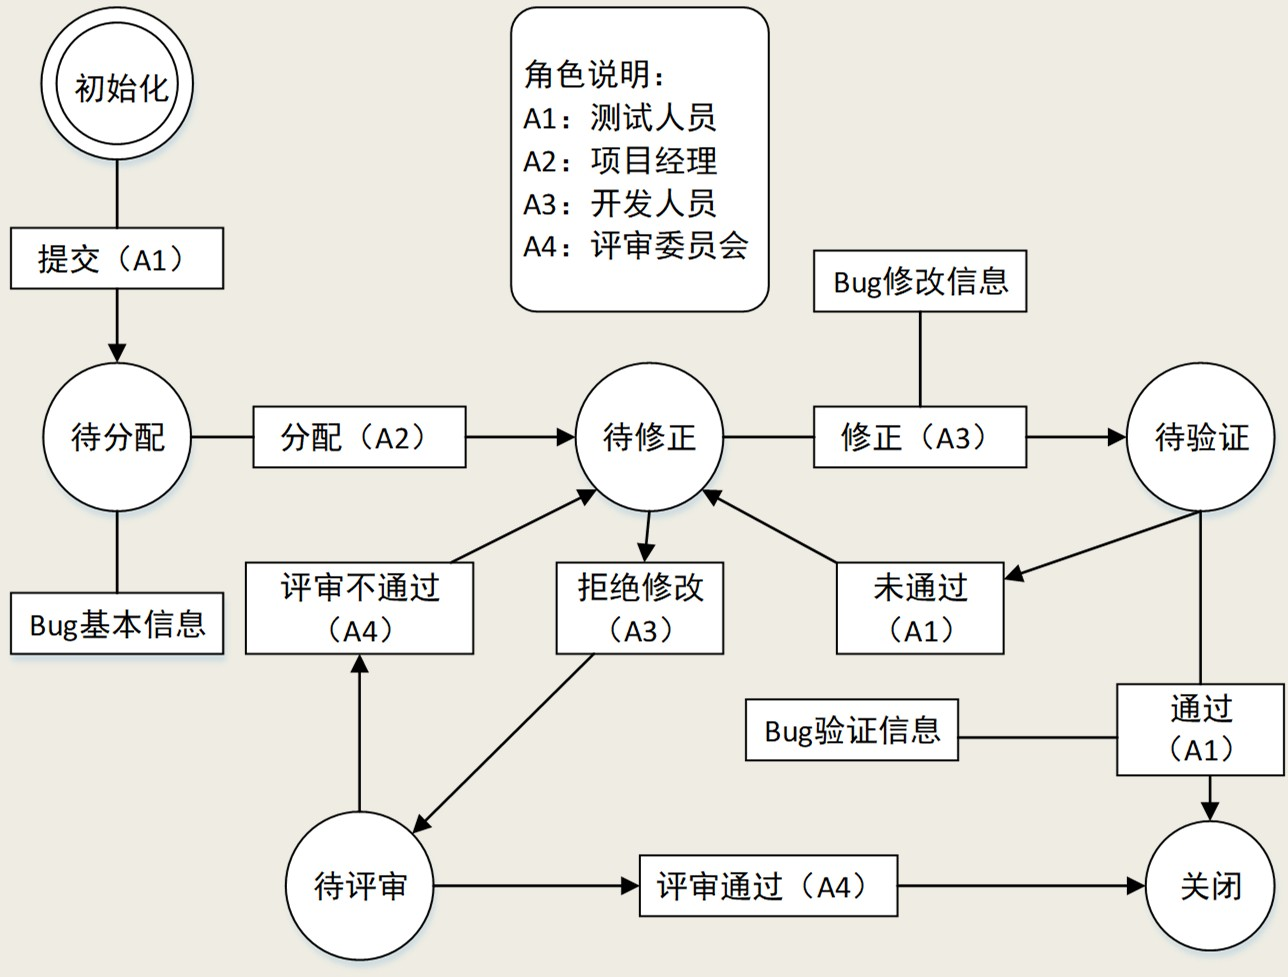 初始化
角色说明：
A1：测试人员
A2：项目经理
A3：开发人员
A4：评审委员会
提交（A1）
Bug修改信息
待分配
分配（A2）
待修正
修正（A3）
待验证
Bug基本信息
评审不通过
（A4）
拒绝修改
（A3）
未通过
（A1）
Bug验证信息
通过
（A1）
待评审
评审通过（A4）
关闭